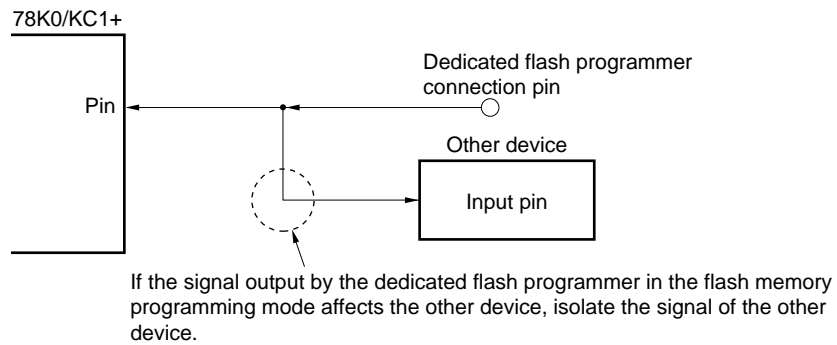 78K0/KC1+
Dedicated flash programmer
connection pin
Pin
Other device
Input pin
If the signal output by the dedicated flash programmer in the flash memory
programming mode affects the other device, isolate the signal of the other
device.